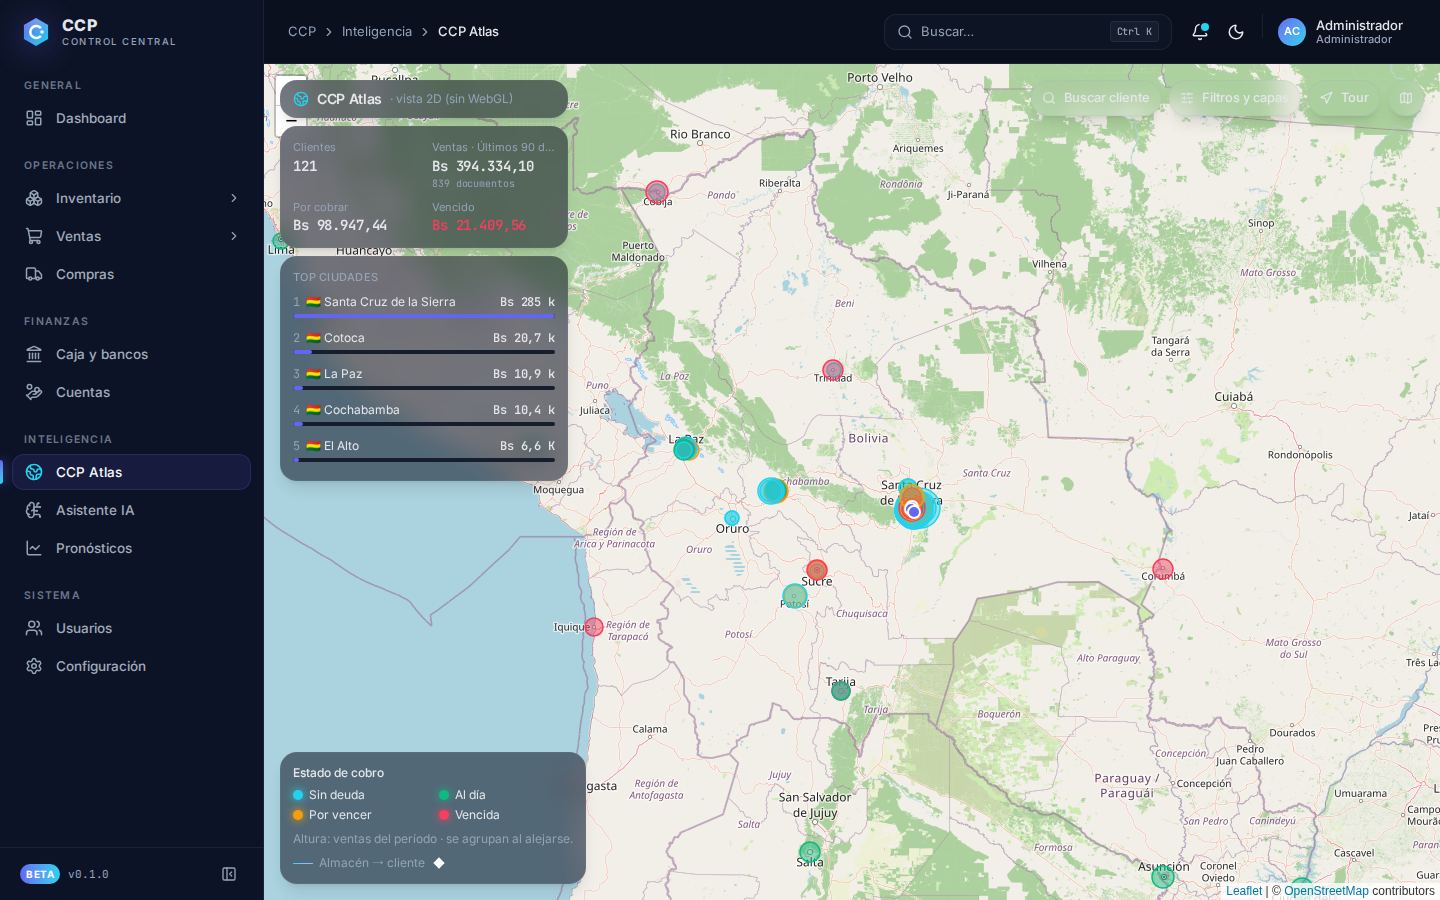 CCP
CONTROL CENTRAL
GENERAL
Dashboard
OPERACIONES
Inventario
Ventas
Compras
FINANZAS
Caja y bancos
Cuentas
INTELIGENCIA
CCP Atlas
Asistente IA
Pronósticos
SISTEMA
Usuarios
Configuración
BETA v0.1.0
CCP > Inteligencia > CCP Atlas
Buscar... Ctrl K
AC Administrador
Administrador
CCP Atlas · vista 2D (sin WebGL)
Buscar cliente
Filtros y capas
Tour
Clientes
121
Ventas · Últimos 90 d...
Bs 394.334,10
839 documentos
Por cobrar
Bs 98.947,44
Vencido
Bs 21.409,56
TOP CIUDADES
1 Santa Cruz de la Sierra Bs 285 k
2 Cotoca Bs 20,7 k
3 La Paz Bs 10,9 k
4 Cochabamba Bs 10,4 k
5 El Alto Bs 6,6 K
Estado de cobro
Sin deuda
Al día
Por vencer
Vencida
Altura: ventas del período · se agrupan al alejarse.
Almacén → cliente
Pucallpa
Porto Velho
Rio Branco
Ariquemes
Cobija
Pando
Riberalta
Rondônia
Ji-Paraná
Sinop
Lima
Huancayo
Puerto
Maldonado
Vilhena
Mato Grosso
Beni
Tangará
da Serra
La Paz
Puno
Trinidad
Juliaca
Cuiabá
La Paz
Bolivia
Rondonópolis
Santa Cruz
Moquegua
Santa Cruz
Oruro
Jataí
Región de
Arica y Parinacota
Oruro
Sucre
Corumbá
Potosí
Chuquisaca
Iquique
Región de
Tarapacá
Potosí
Mato Grosso
do Sul
Alto Paraguay
Tarija
Tarija
Boquerón
Calama
Dourados
Pedro
Juan Caballero
Concepción
Concepción
Paraguay /
Paraguái
Jujuy
Región de
Antofagasta
San Salvador
de Jujuy
Umuarama
Salta
San Pedro
Canindeyú
Formosa
Cascavel
Salta
Asunción
Coronel
Oviedo
Leaflet | © OpenStreetMap contributors